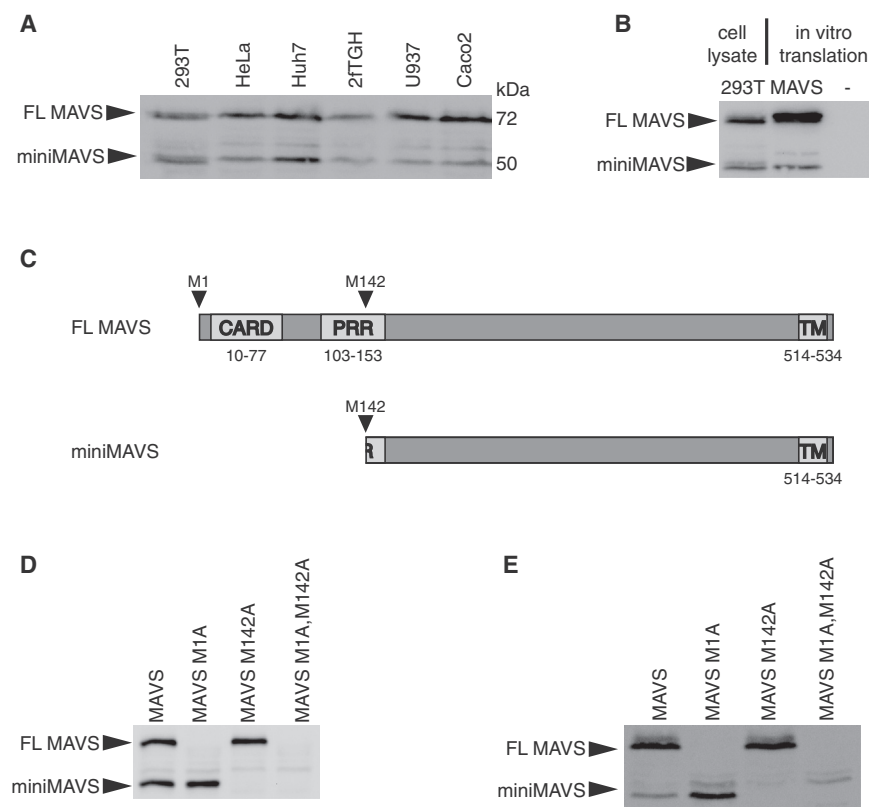 A
293T
HeLa
Huh7
2fTGH
U937
Caco2
kDa
FL MAVS
72
miniMAVS
50
B
cell lysate
in vitro translation
293T MAVS -
FL MAVS
miniMAVS
C
M1
M142
FL MAVS
CARD
PRR
TM
10-77
103-153
514-534
M142
miniMAVS
R
TM
514-534
D
MAVS
MAVS M1A
MAVS M142A
MAVS M1A,M142A
FL MAVS
miniMAVS
E
MAVS
MAVS M1A
MAVS M142A
MAVS M1A,M142A
FL MAVS
miniMAVS